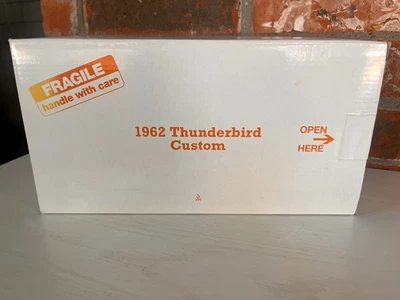 FRAGILE
handle with care
1962 Thunderbird
Custom
OPEN
HERE